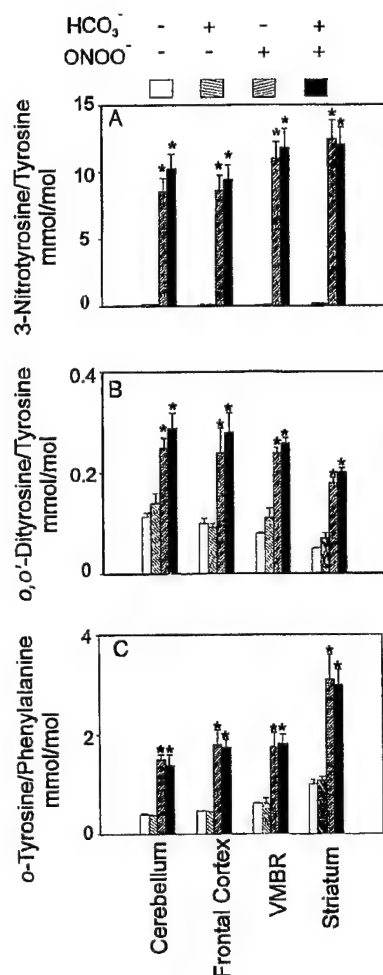 HCO₃⁻ - + - +
ONOO⁻ - - + +
A
3-Nitrotyrosine/Tyrosine
mmol/mol
15
10
5
0
* * * * * * * *
B
o,o'-Dityrosine/Tyrosine
mmol/mol
0.4
0.2
0
* * * * * * * *
C
o-Tyrosine/Phenylalanine
mmol/mol
4
2
0
* * * * * * * *
Cerebellum
Frontal Cortex
VMBR
Striatum